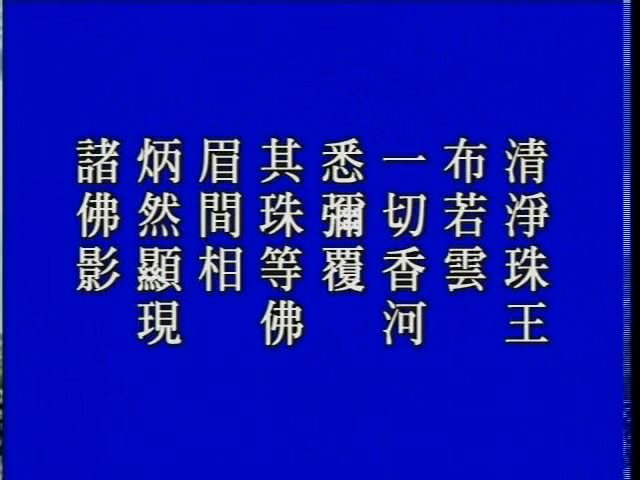 清淨珠王
布若雲
一切香河
悉彌覆
其珠等佛
眉間相
炳然顯現
諸佛影